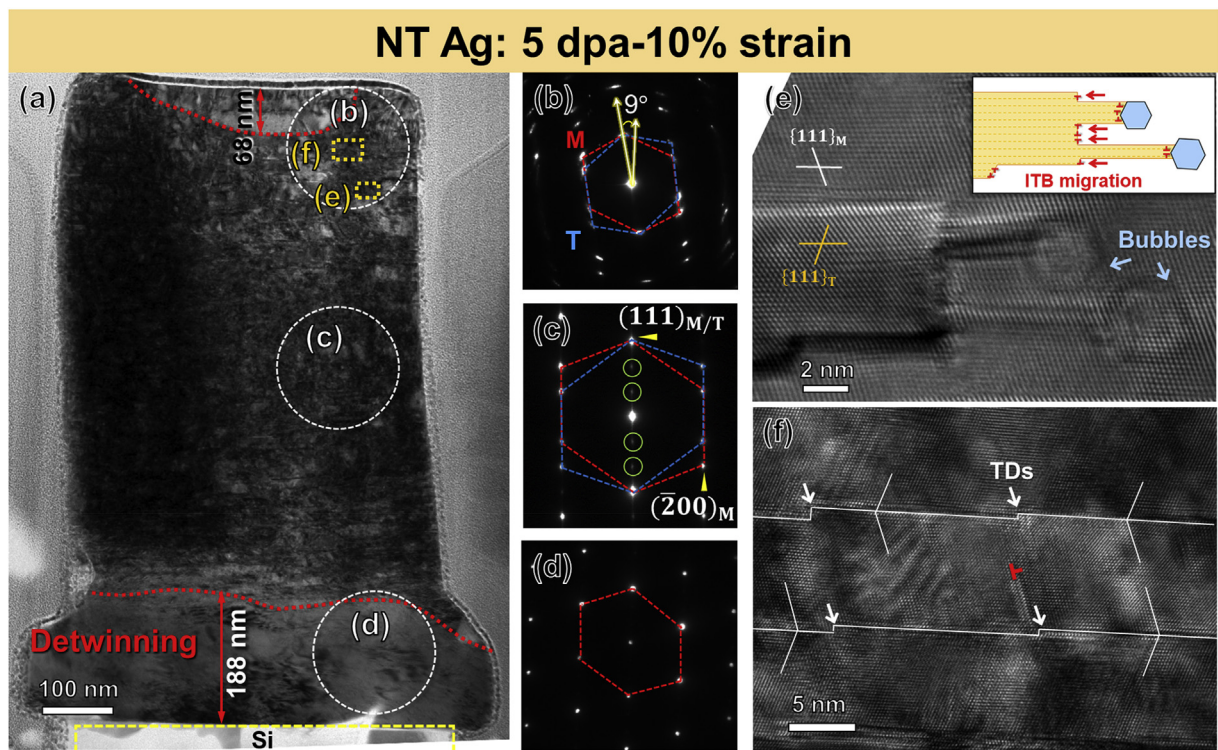 NT Ag: 5 dpa-10% strain
(a)
68 nm
(b)
(f)
(e)
(c)
Detwinning
188 nm
(d)
100 nm
Si
(b)
9°
M
T
(c)
(111)M/T
(2̅00)M
(d)
(e)
{111}M
{111}T
ITB migration
Bubbles
2 nm
(f)
TDs
5 nm